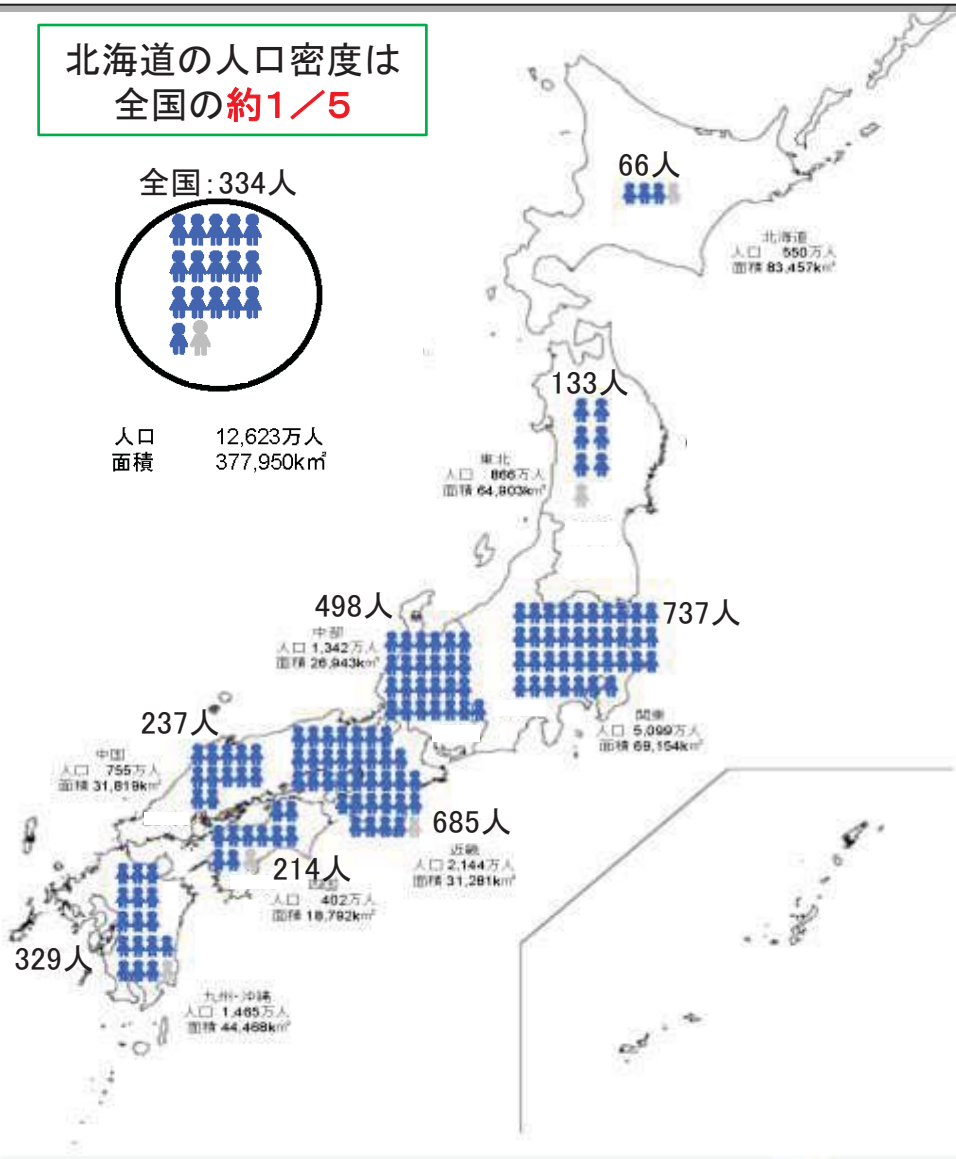 北海道の人口密度は
全国の約1／5
全国:334人
人口 12,623万人
面積 377,950k㎡
66人
北海道
人口 550万人
面積 83,457k㎡
133人
東北
人口 866万人
面積 64,903k㎡
498人
中部
人口 1,342万人
面積 26,943k㎡
737人
関東
人口 5,099万人
面積 69,154k㎡
237人
中国
人口 755万人
面積 31,819k㎡
685人
近畿
人口 2,144万人
面積 31,281k㎡
214人
四国
人口 402万人
面積 18,792k㎡
329人
九州・沖縄
人口 1,465万人
面積 44,468k㎡